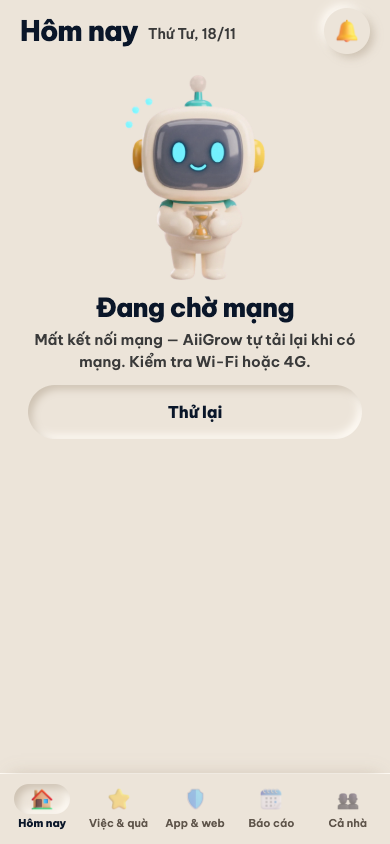 Hôm nay Thứ Tư, 18/11
Đang chờ mạng
Mất kết nối mạng — AiiGrow tự tải lại khi có
mạng. Kiểm tra Wi-Fi hoặc 4G.
Thử lại
Hôm nay Việc & quà App & web Báo cáo Cả nhà